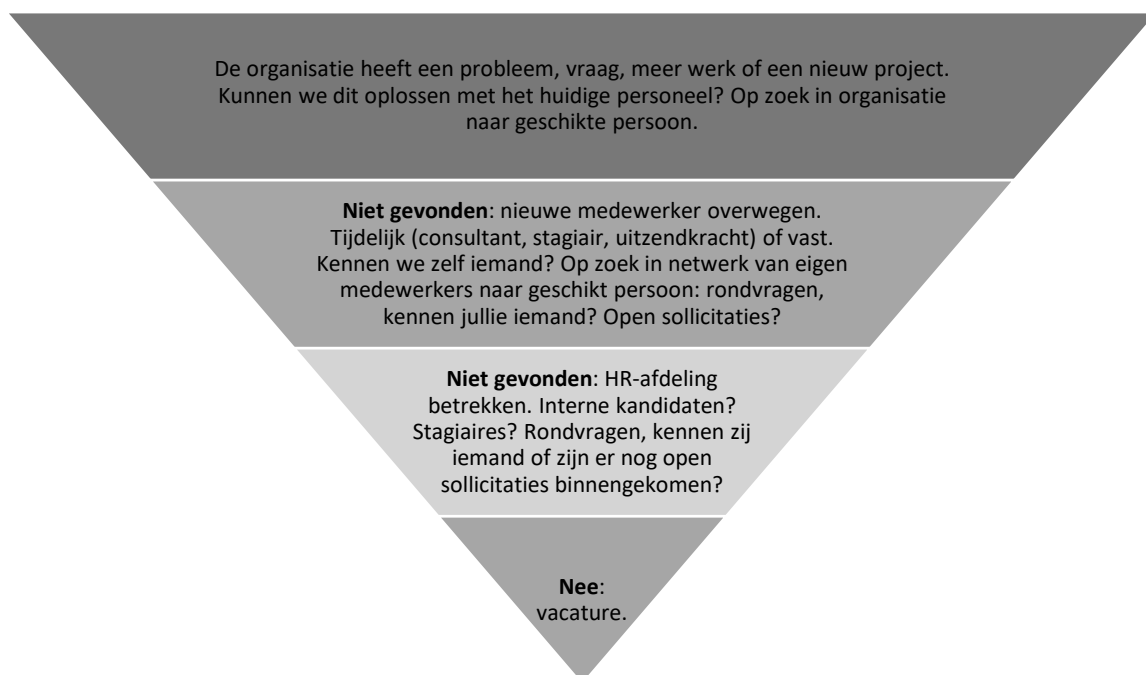 De organisatie heeft een probleem, vraag, meer werk of een nieuw project.
Kunnen we dit oplossen met het huidige personeel? Op zoek in organisatie
naar geschikte persoon.
Niet gevonden: nieuwe medewerker overwegen.
Tijdelijk (consultant, stagiair, uitzendkracht) of vast.
Kennen we zelf iemand? Op zoek in netwerk van eigen
medewerkers naar geschikt persoon: rondvragen,
kennen jullie iemand? Open sollicitaties?
Niet gevonden: HR-afdeling
betrekken. Interne kandidaten?
Stagiaires? Rondvragen, kennen zij
iemand of zijn er nog open
sollicitaties binnengekomen?
Nee:
vacature.